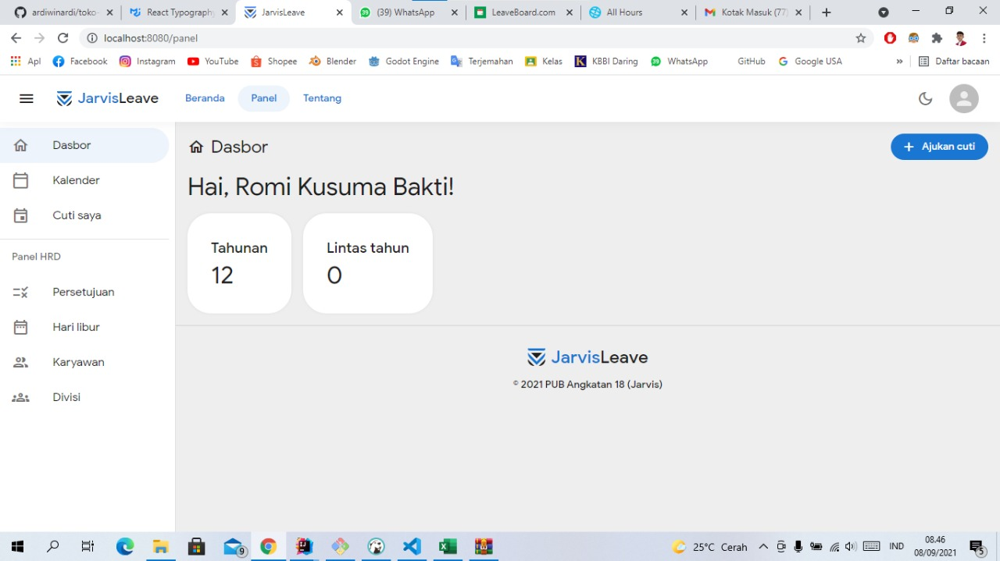 ardiwinardi/toko-
React Typography
JarvisLeave
(39) WhatsApp
LeaveBoard.com
All Hours
Kotak Masuk (77)
localhost:8080/panel
Apl
Facebook
Instagram
YouTube
Shopee
Blender
Godot Engine
Terjemahan
Kelas
KBBI Daring
WhatsApp
GitHub
Google USA
»
Daftar bacaan
JarvisLeave
Beranda
Panel
Tentang
Dasbor
Kalender
Cuti saya
Panel HRD
Persetujuan
Hari libur
Karyawan
Divisi
Dasbor
+ Ajukan cuti
Hai, Romi Kusuma Bakti!
Tahunan
12
Lintas tahun
0
JarvisLeave
© 2021 PUB Angkatan 18 (Jarvis)
9
25°C Cerah
IND
08.46
08/09/2021
5